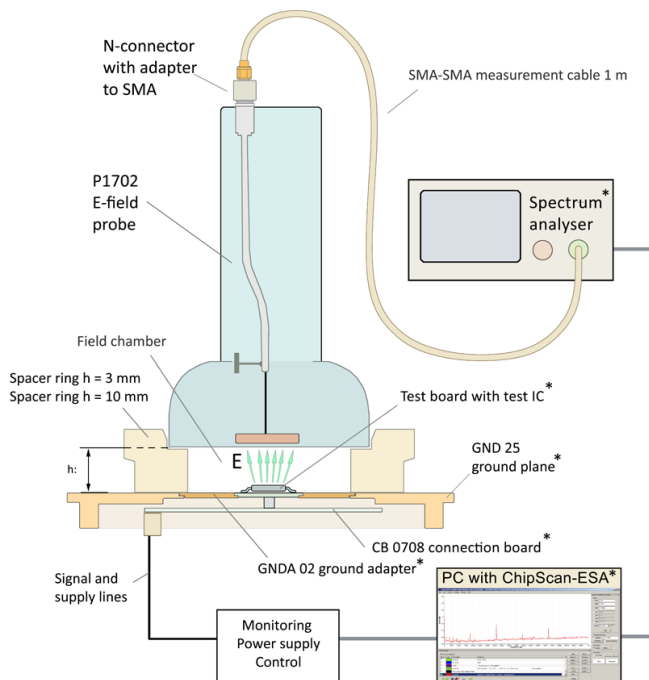 N-connector
with adapter
to SMA
SMA-SMA measurement cable 1 m
P1702
E-field
probe
Spectrum*
analyser
Field chamber
Spacer ring h = 3 mm
Spacer ring h = 10 mm
Test board with test IC*
GND 25
ground plane*
h:
E
CB 0708 connection board*
GNDA 02 ground adapter*
Signal and
supply lines
PC with ChipScan-ESA*
Monitoring
Power supply
Control